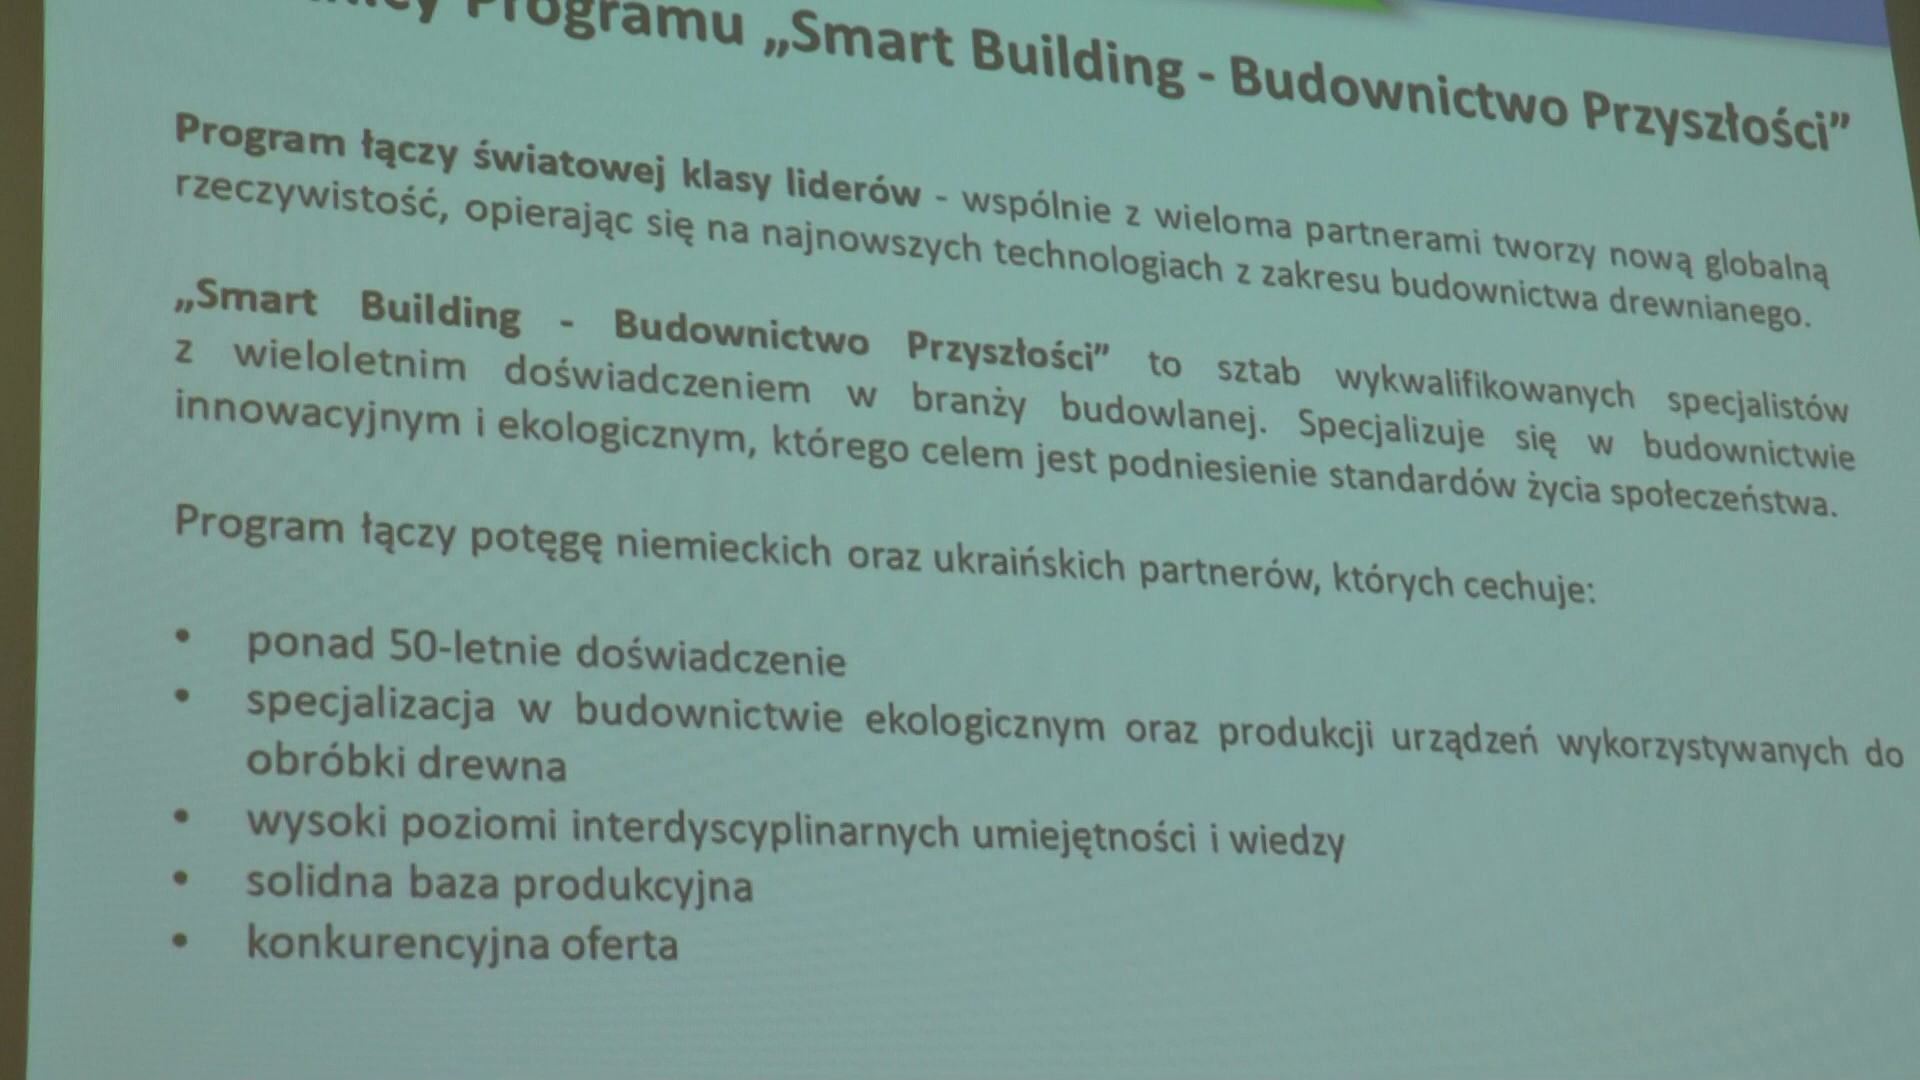 Programu „Smart Building - Budownictwo Przyszłości”
Program łączy światowej klasy liderów - wspólnie z wieloma partnerami tworzy nową globalną
rzeczywistość, opierając się na najnowszych technologiach z zakresu budownictwa drewnianego.
„Smart Building - Budownictwo Przyszłości” to sztab wykwalifikowanych specjalistów
z wieloletnim doświadczeniem w branży budowlanej. Specjalizuje się w budownictwie
innowacyjnym i ekologicznym, którego celem jest podniesienie standardów życia społeczeństwa.
Program łączy potęgę niemieckich oraz ukraińskich partnerów, których cechuje:
• ponad 50-letnie doświadczenie
• specjalizacja w budownictwie ekologicznym oraz produkcji urządzeń wykorzystywanych do
obróbki drewna
• wysoki poziomi interdyscyplinarnych umiejętności i wiedzy
• solidna baza produkcyjna
• konkurencyjna oferta